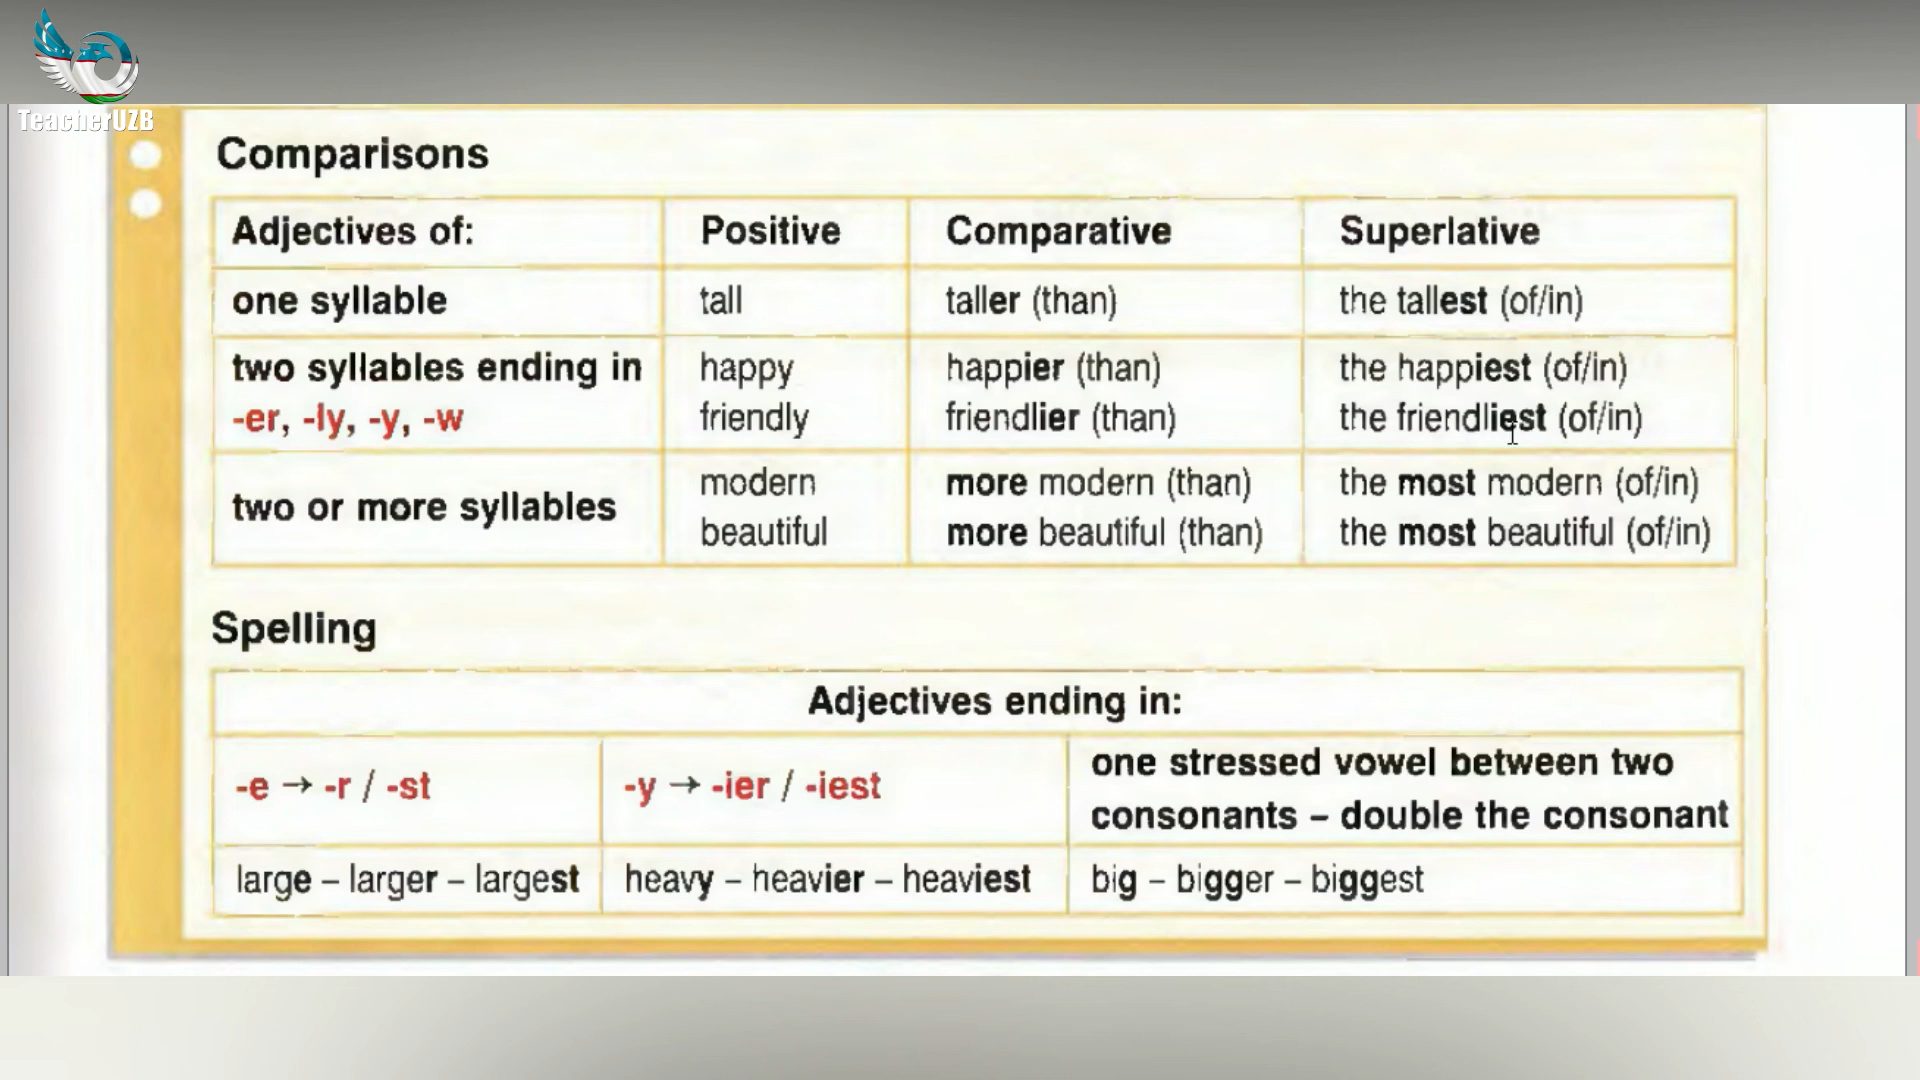 TeacherUZB
Comparisons
Adjectives of: Positive Comparative Superlative
one syllable tall taller (than) the tallest (of/in)
two syllables ending in happy happier (than) the happiest (of/in)
-er, -ly, -y, -w friendly friendlier (than) the friendliest (of/in)
two or more syllables modern more modern (than) the most modern (of/in)
beautiful more beautiful (than) the most beautiful (of/in)
Spelling
Adjectives ending in:
-e → -r / -st -y → -ier / -iest one stressed vowel between two
consonants – double the consonant
large – larger – largest heavy – heavier – heaviest big – bigger – biggest